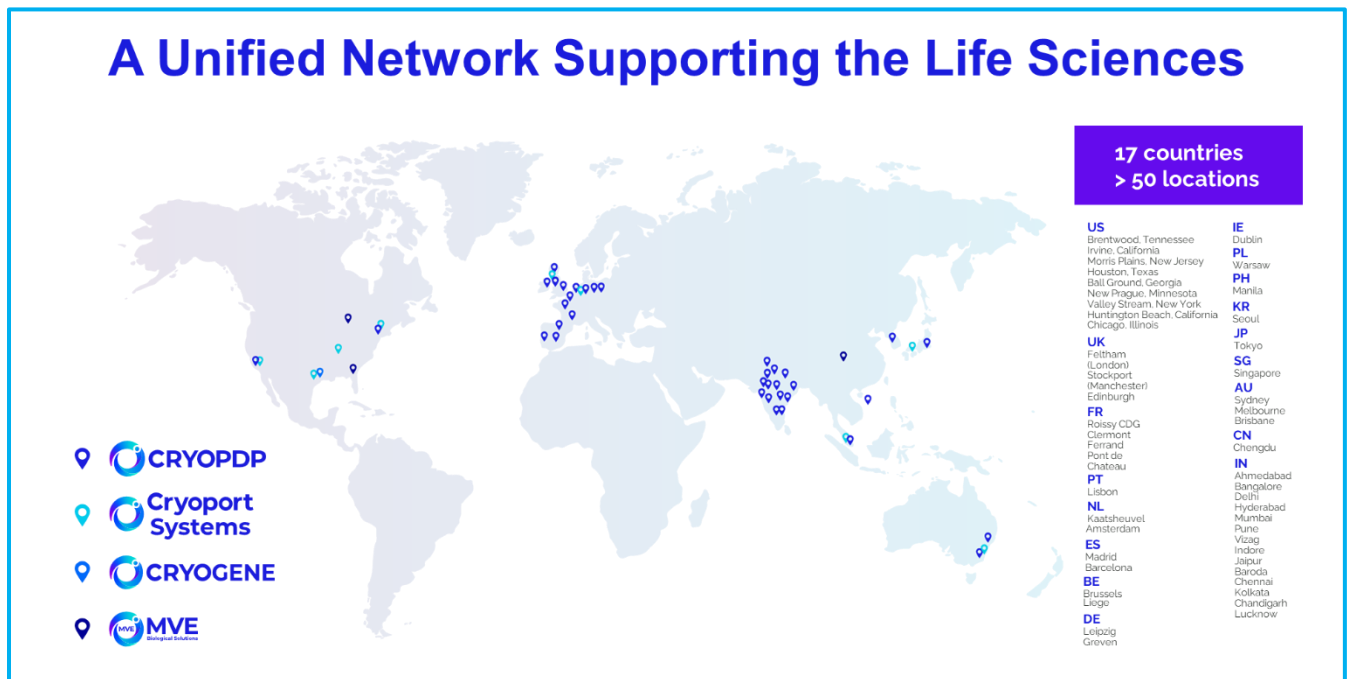 A Unified Network Supporting the Life Sciences
17 countries
> 50 locations
US
Brentwood, Tennessee
Irvine, California
Morris Plains, New Jersey
Houston, Texas
Ball Ground, Georgia
New Prague, Minnesota
Valley Stream, New York
Huntington Beach, California
Chicago, Illinois
UK
Feltham
(London)
Stockport
(Manchester)
Edinburgh
FR
Roissy CDG
Clermont
Ferrand
Pont de
Chateau
PT
Lisbon
NL
Kaatsheuvel
Amsterdam
ES
Madrid
Barcelona
BE
Brussels
Liege
DE
Leipzig
Greven
IE
Dublin
PL
Warsaw
PH
Manila
KR
Seoul
JP
Tokyo
SG
Singapore
AU
Sydney
Melbourne
Brisbane
CN
Chengdu
IN
Ahmedabad
Bangalore
Delhi
Hyderabad
Mumbai
Pune
Vizag
Indore
Jaipur
Baroda
Chennai
Kolkata
Chandigarh
Lucknow
CRYOPDP
Cryoport
Systems
CRYOGENE
MVE
MVE
Biological Solutions